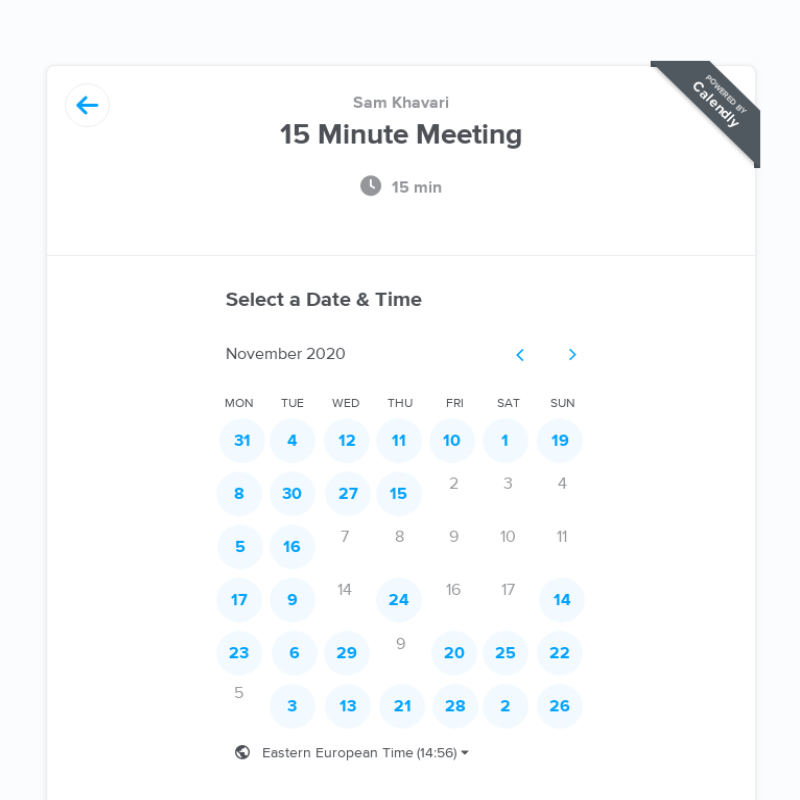 POWERED BY
Calendly
Sam Khavari
15 Minute Meeting
15 min
Select a Date & Time
November 2020
MON TUE WED THU FRI SAT SUN
31 4 12 11 10 1 19
8 30 27 15 2 3 4
5 16 7 8 9 10 11
17 9 14 24 16 17 14
23 6 29 9 20 25 22
5 3 13 21 28 2 26
Eastern European Time (14:56)